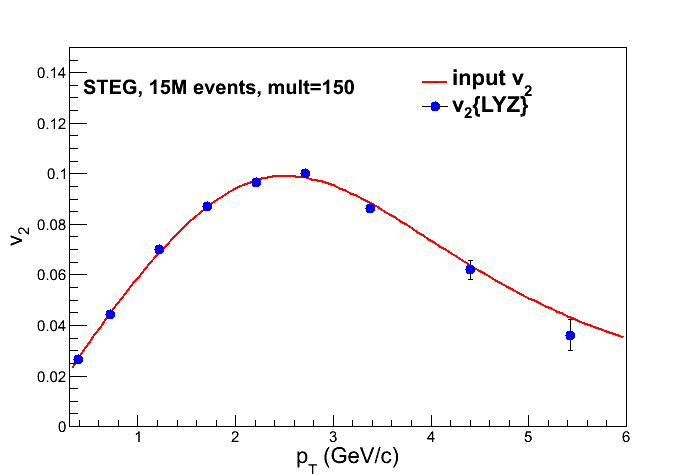 STEG, 15M events, mult=150
input v2
v2{LYZ}
0.14
0.12
0.1
0.08
0.06
0.04
0.02
0
v2
1
2
3
4
5
6
pT (GeV/c)